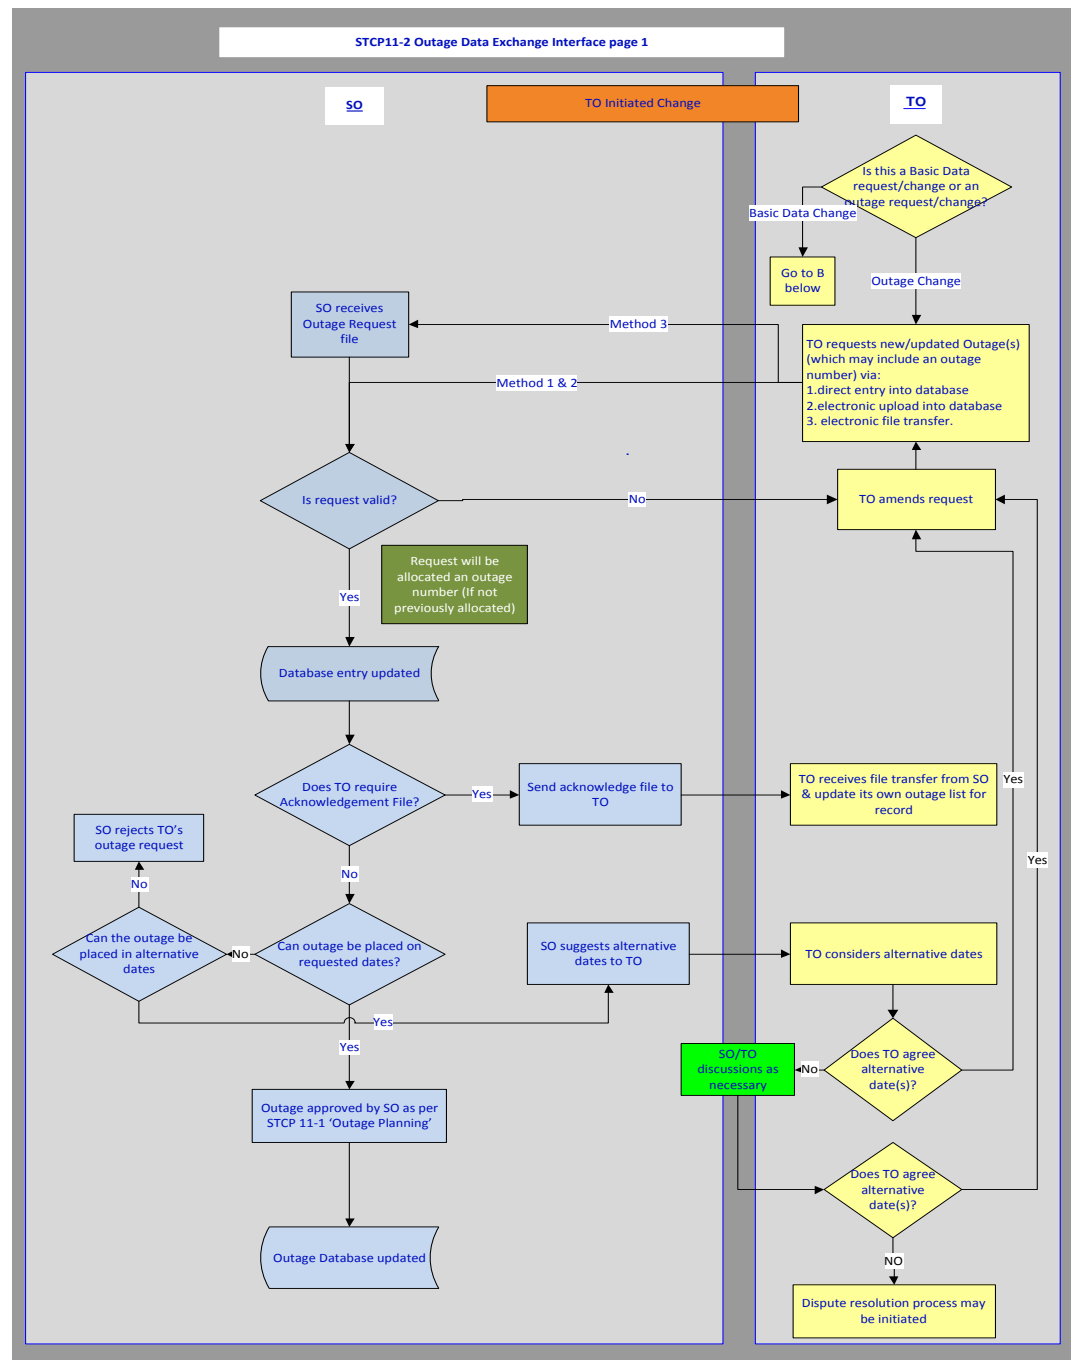 STCP11-2 Outage Data Exchange Interface page 1
SO
TO Initiated Change
TO
Is this a Basic Data
request/change or an
outage request/change?
Basic Data Change
Go to B
below
Outage Change
SO receives
Outage Request
file
Method 3
TO requests new/updated Outage(s)
(which may include an outage
number) via:
1.direct entry into database
2.electronic upload into database
3. electronic file transfer.
Method 1 & 2
Is request valid?
No
TO amends request
Request will be
allocated an outage
number (If not
previously allocated)
Yes
Database entry updated
Does TO require
Acknowledgement File?
Yes
Send acknowledge file to
TO
TO receives file transfer from SO
& update its own outage list for
record
Yes
SO rejects TO's
outage request
No
No
Yes
Can the outage be
placed in alternative
dates
No
Can outage be placed on
requested dates?
SO suggests alternative
dates to TO
TO considers alternative dates
Yes
Yes
SO/TO
discussions as
necessary
No
Does TO agree
alternative
date(s)?
Outage approved by SO as per
STCP 11-1 ‘Outage Planning’
Does TO agree
alternative
date(s)?
Outage Database updated
NO
Dispute resolution process may
be initiated